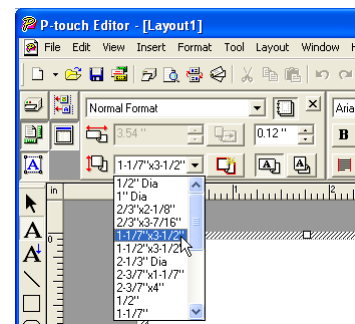 P-touch Editor - [Layout1]
File Edit View Insert Format Tool Layout Window
Normal Format
Aria
3.54 "
0.12 "
B
A
1-1/7"x3-1/2"
A
A
in
1
2
1/2" Dia
1" Dia
2/3"x2-1/8"
2/3"x3-7/16"
1-1/7"x3-1/2"
1-1/2"x3-1/2"
2-1/3" Dia
2-3/7"x1-1/7"
2-3/7"x4"
1/2"
1-1/7"
A
A
0